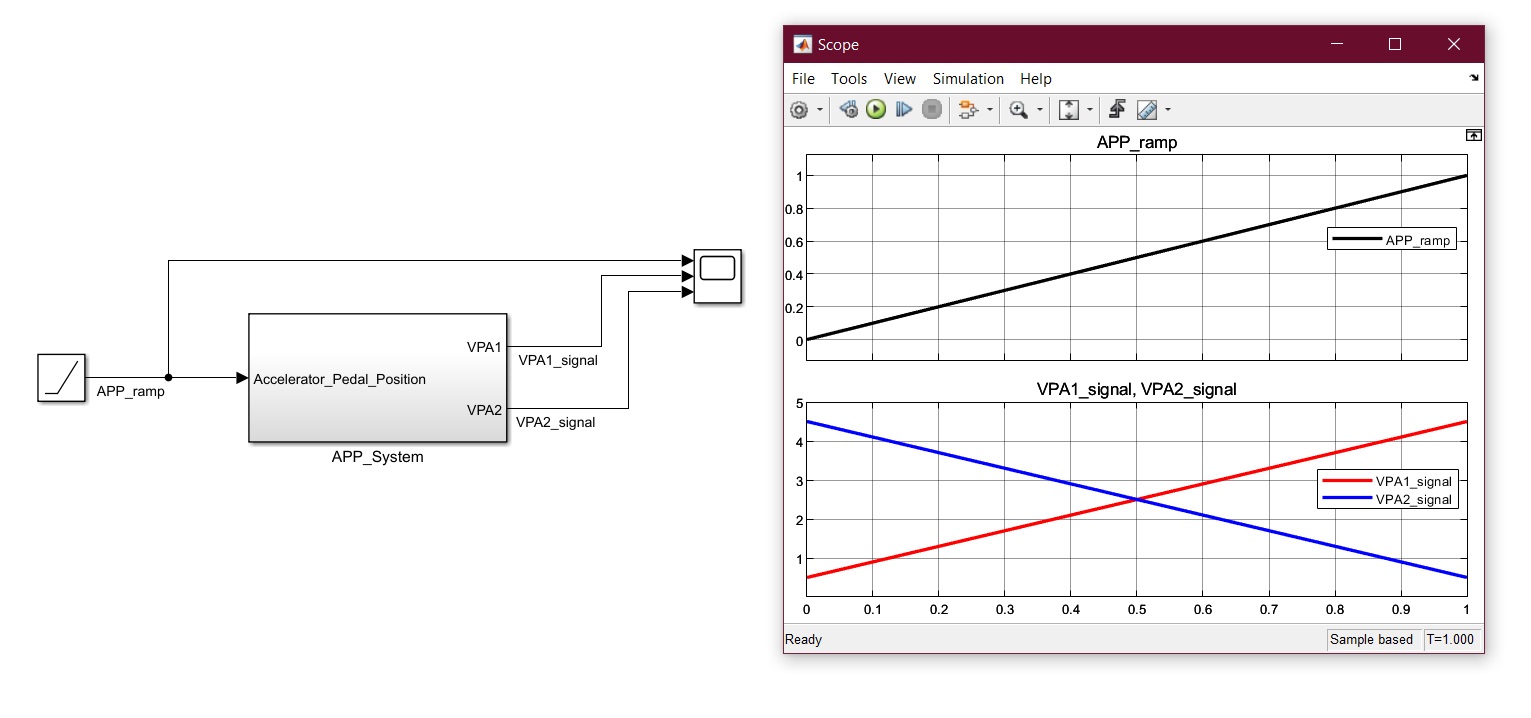 APP_ramp
Accelerator_Pedal_Position
VPA1
VPA2
APP_System
VPA1_signal
VPA2_signal
Scope
File Tools View Simulation Help
APP_ramp
1
0.8
0.6
0.4
0.2
0
APP_ramp
VPA1_signal, VPA2_signal
5
4
3
2
1
VPA1_signal
VPA2_signal
0 0.1 0.2 0.3 0.4 0.5 0.6 0.7 0.8 0.9 1
Ready Sample based T=1.000